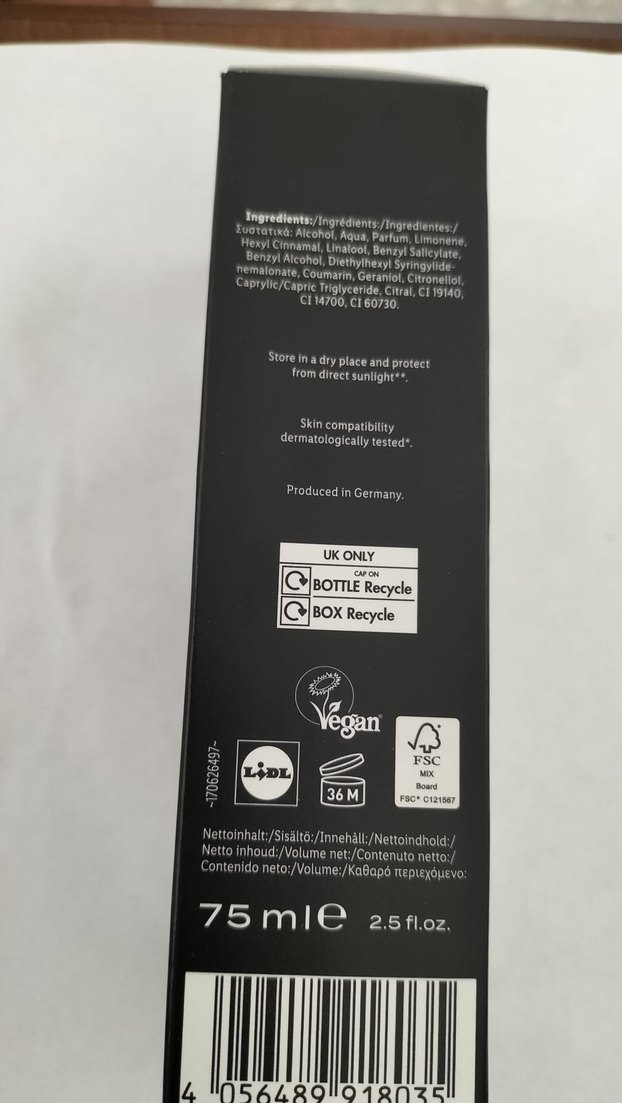 Ingredients:/Ingrédients:/Ingredientes:/
Συστατικά: Alcohol, Aqua, Parfum, Limonene,
Hexyl Cinnamal, Linalool, Benzyl Salicylate,
Benzyl Alcohol, Diethylhexyl Syringylide-
nemalonate, Coumarin, Geraniol, Citronellol,
Caprylic/Capric Triglyceride, Citral, CI 19140,
CI 14700, CI 60730.
Store in a dry place and protect
from direct sunlight**.
Skin compatibility
dermatologically tested*.
Produced in Germany.
UK ONLY
CAP ON
BOTTLE Recycle
BOX Recycle
Vegan
~170626497~
LIDL
36 M
FSC
MIX
Board
FSC® C121567
Nettoinhalt:/Sisältö:/Innehåll:/Nettoindhold:/
Netto inhoud:/Volume net:/Contenuto netto:/
Contenido neto:/Volume:/Καθαρό περιεχόμενο:
75 ml℮ 2.5 fl.oz.
4 056489 918035